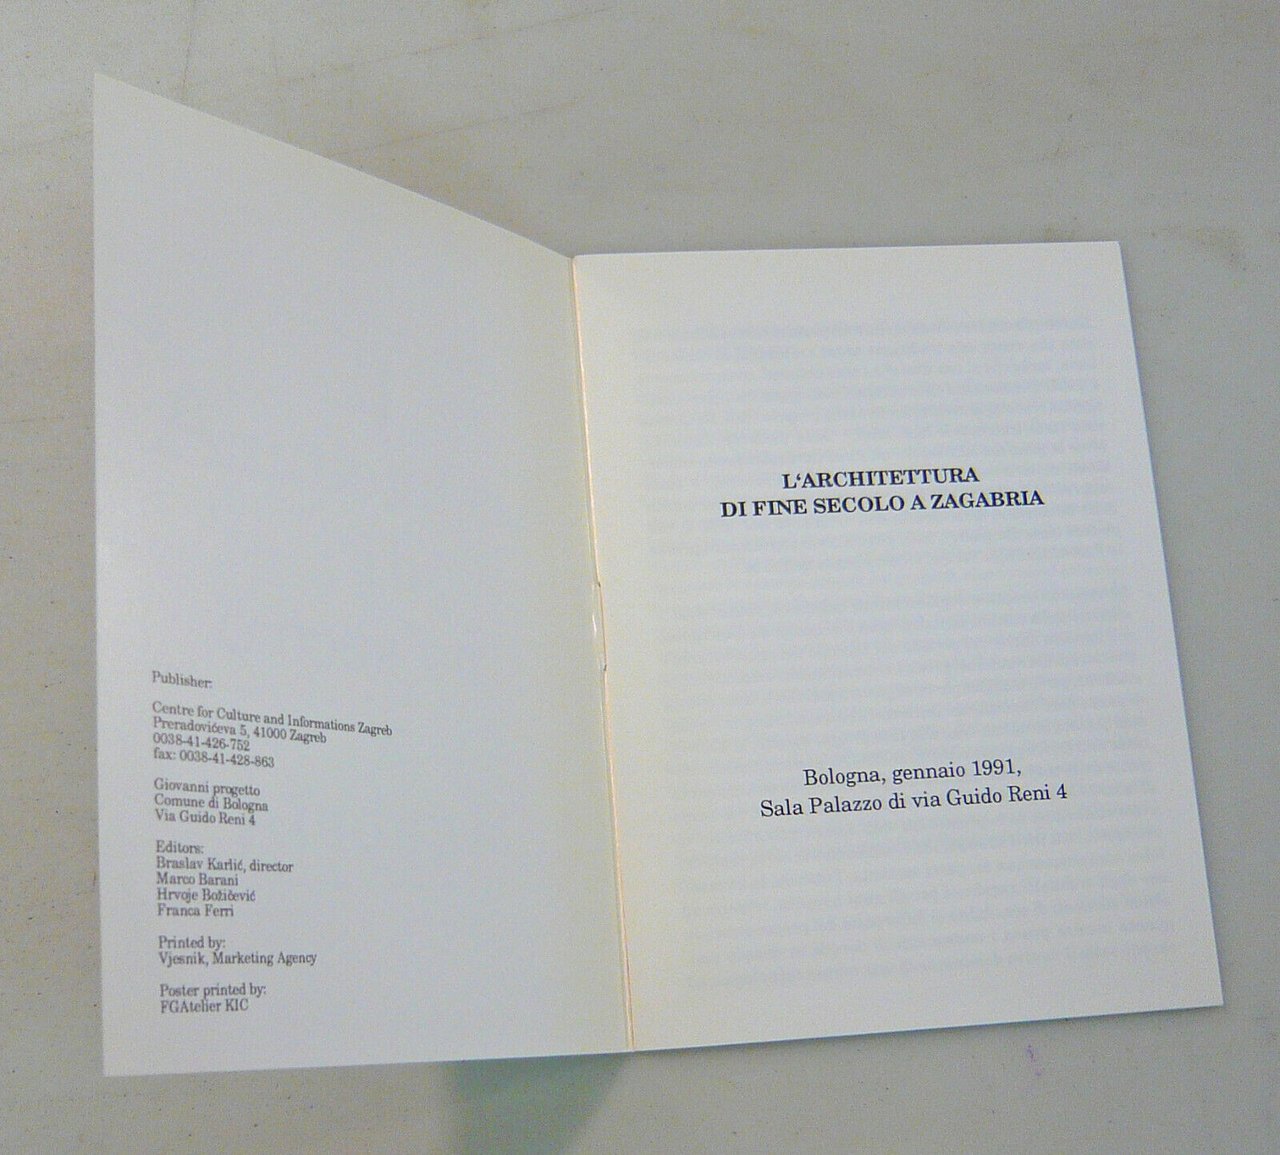 Publisher:
Centre for Culture and Informations Zagreb
Preradovićeva 5, 41000 Zagreb
0038-41-426-752
fax: 0038-41-428-863
Giovanni progetto
Comune di Bologna
Via Guido Reni 4
Editors:
Braslav Karlić, director
Marco Barani
Hrvoje Božičević
Franca Ferri
Printed by:
Vjesnik, Marketing Agency
Poster printed by:
FGAtelier KIC
L‘ARCHITETTURA
DI FINE SECOLO A ZAGABRIA
Bologna, gennaio 1991,
Sala Palazzo di via Guido Reni 4